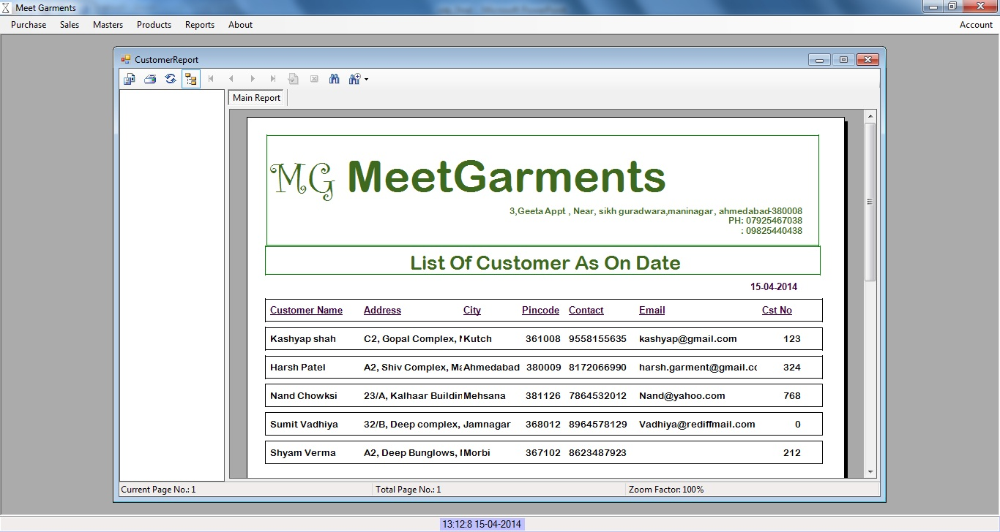 Meet Garments
Purchase Sales Masters Products Reports About Account
CustomerReport
Main Report
MG MeetGarments
3,Geeta Appt , Near, sikh guradwara,maninagar, ahmedabad-380008
PH: 07925467038
: 09825440438
List Of Customer As On Date
15-04-2014
Customer Name Address City Pincode Contact Email Cst No
Kashyap shah C2, Gopal Complex, Kutch 361008 9558155635 kashyap@gmail.com 123
Harsh Patel A2, Shiv Complex, Ma Ahmedabad 380009 8172066990 harsh.garment@gmail.cc 324
Nand Chowksi 23/A, Kalhaar Buildin Mehsana 381126 7864532012 Nand@yahoo.com 768
Sumit Vadhiya 32/B, Deep complex, Jamnagar 368012 8964578129 Vadhiya@rediffmail.com 0
Shyam Verma A2, Deep Bunglows, Morbi 367102 8623487923 212
Current Page No.: 1 Total Page No.: 1 Zoom Factor: 100%
13:12:8 15-04-2014